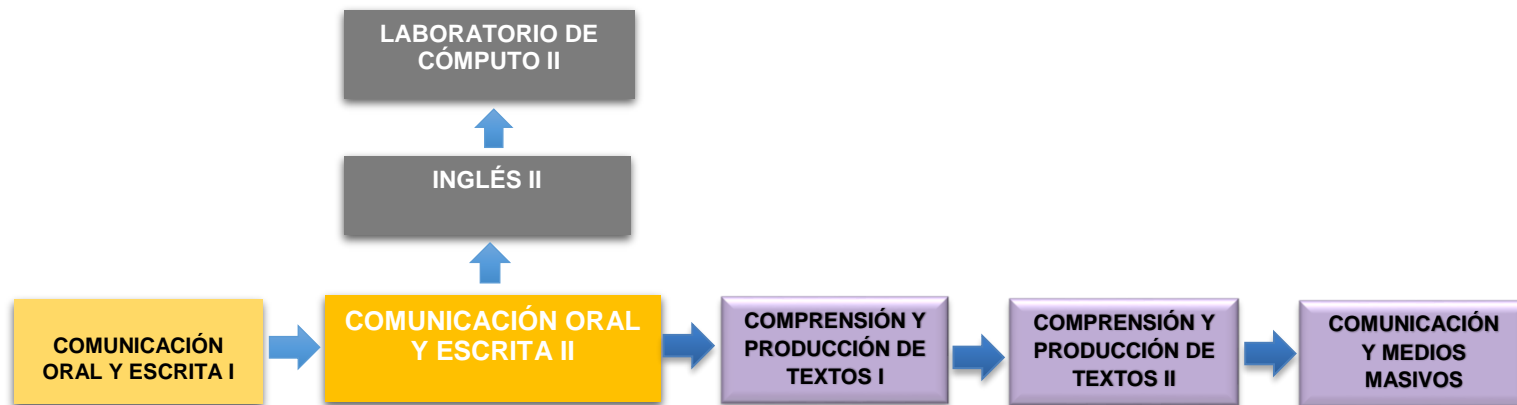 LABORATORIO DE
CÓMPUTO II
INGLÉS II
COMUNICACIÓN
ORAL Y ESCRITA I
COMUNICACIÓN ORAL
Y ESCRITA II
COMPRENSIÓN Y
PRODUCCIÓN DE
TEXTOS I
COMPRENSIÓN Y
PRODUCCIÓN DE
TEXTOS II
COMUNICACIÓN
Y MEDIOS
MASIVOS